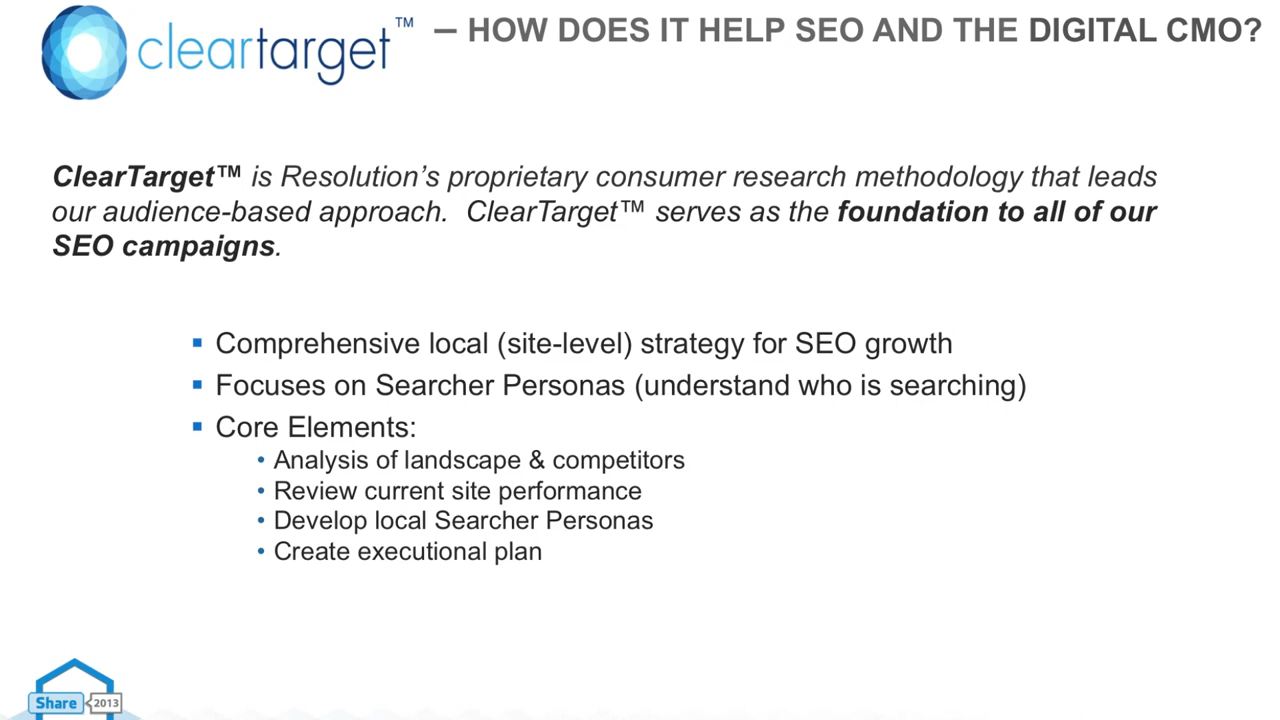 cleartarget™ – HOW DOES IT HELP SEO AND THE DIGITAL CMO?
ClearTarget™ is Resolution’s proprietary consumer research methodology that leads
our audience-based approach. ClearTarget™ serves as the foundation to all of our
SEO campaigns.
▪ Comprehensive local (site-level) strategy for SEO growth
▪ Focuses on Searcher Personas (understand who is searching)
▪ Core Elements:
• Analysis of landscape & competitors
• Review current site performance
• Develop local Searcher Personas
• Create executional plan
Share 2013